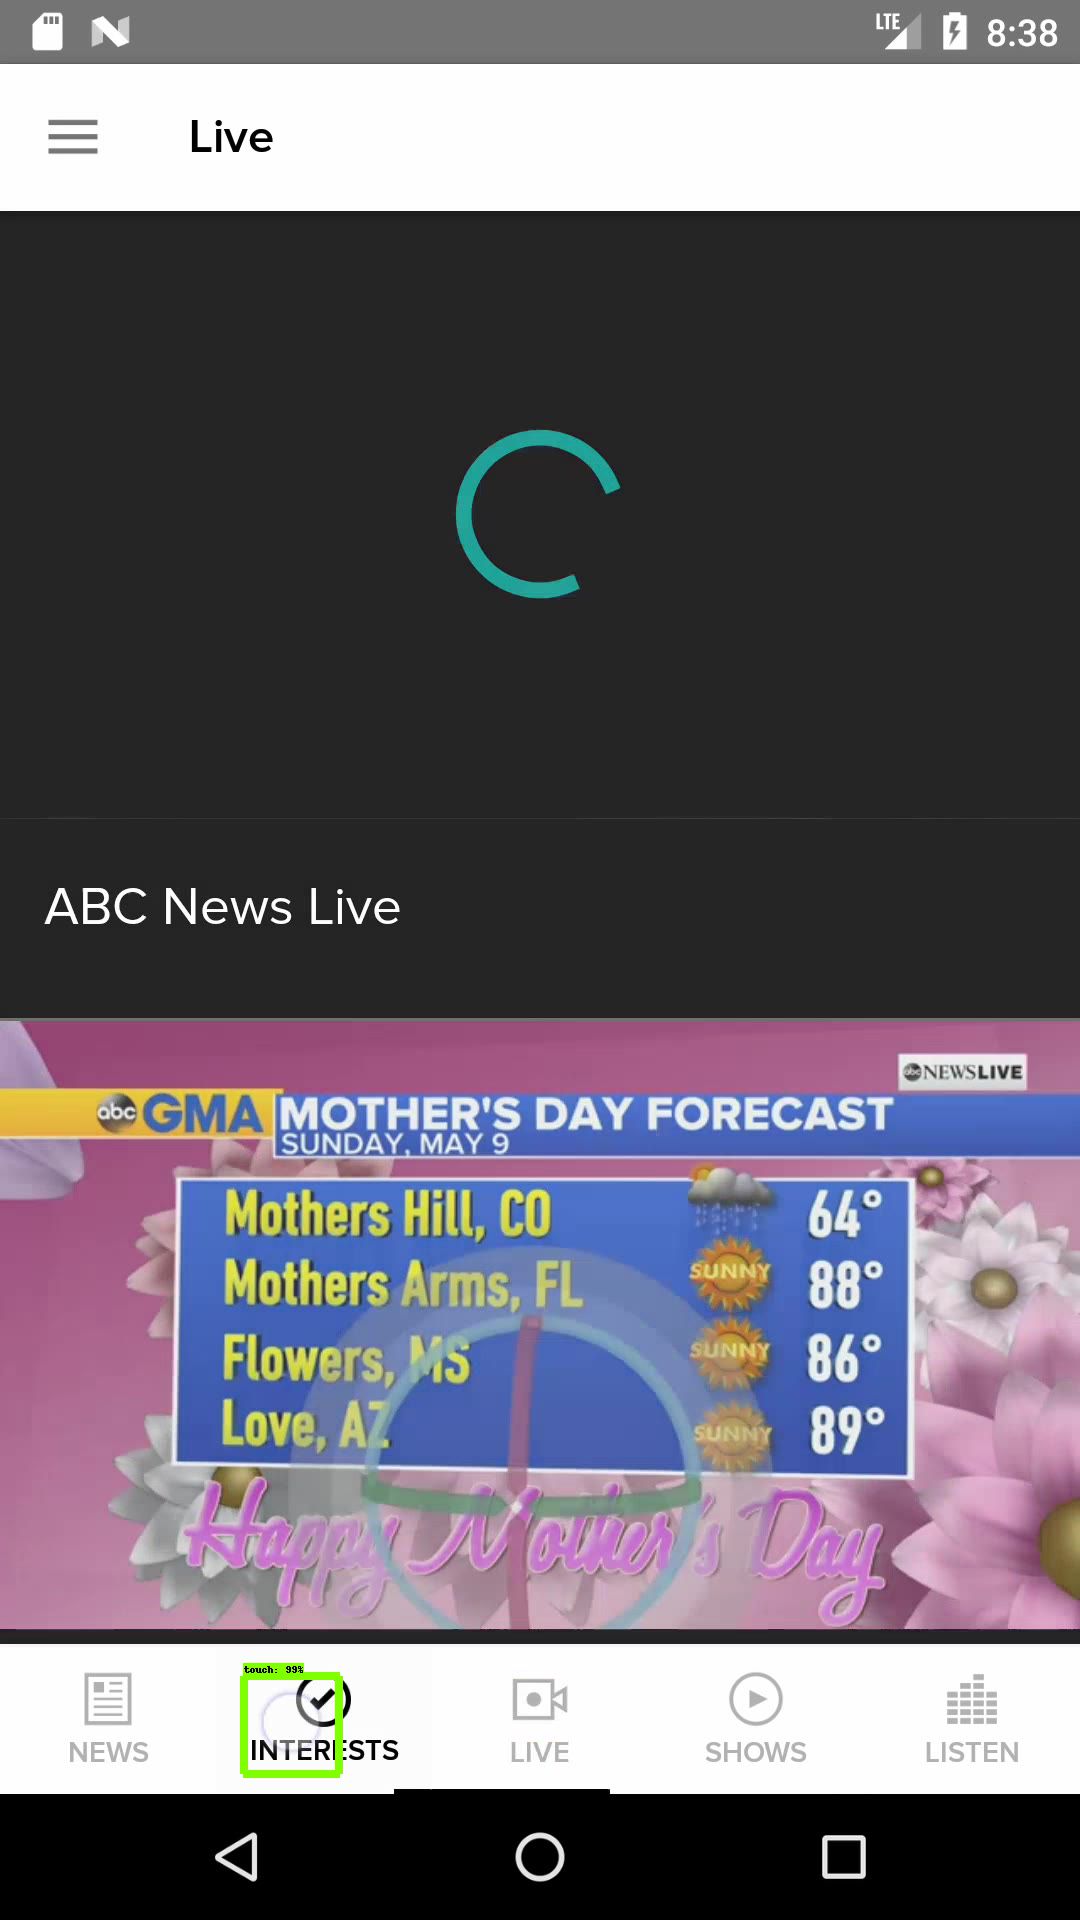 LTE 8:38
Live
ABC News Live
abc NEWSLIVE
abc GMA MOTHER'S DAY FORECAST
SUNDAY, MAY 9
Mothers Hill, CO 64°
Mothers Arms, FL SUNNY 88°
Flowers, MS SUNNY 86°
Love, AZ SUNNY 89°
Happy Mother's Day
touch: 99%
NEWS INTERESTS LIVE SHOWS LISTEN